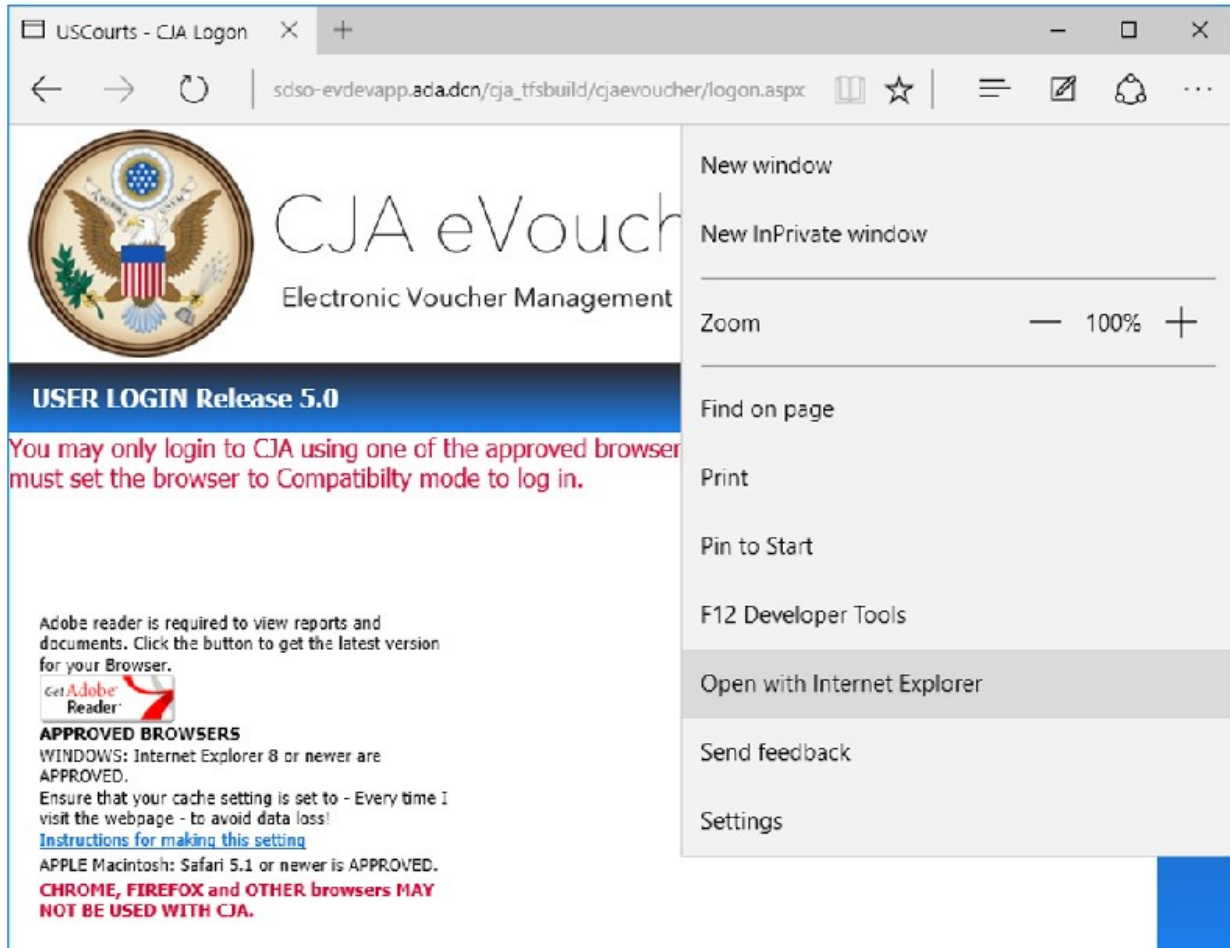 USCourts - CJA Logon
sdso-evdevapp.ada.dcn/cja_tfsbuild/cjaevoucher/logon.aspx
CJA eVouch
Electronic Voucher Management
USER LOGIN Release 5.0
You may only login to CJA using one of the approved browser
must set the browser to Compatibilty mode to log in.
Adobe reader is required to view reports and
documents. Click the button to get the latest version
for your Browser.
Get Adobe
Reader
APPROVED BROWSERS
WINDOWS: Internet Explorer 8 or newer are
APPROVED.
Ensure that your cache setting is set to - Every time I
visit the webpage - to avoid data loss!
Instructions for making this setting
APPLE Macintosh: Safari 5.1 or newer is APPROVED.
CHROME, FIREFOX and OTHER browsers MAY
NOT BE USED WITH CJA.
New window
New InPrivate window
Zoom — 100% +
Find on page
Print
Pin to Start
F12 Developer Tools
Open with Internet Explorer
Send feedback
Settings